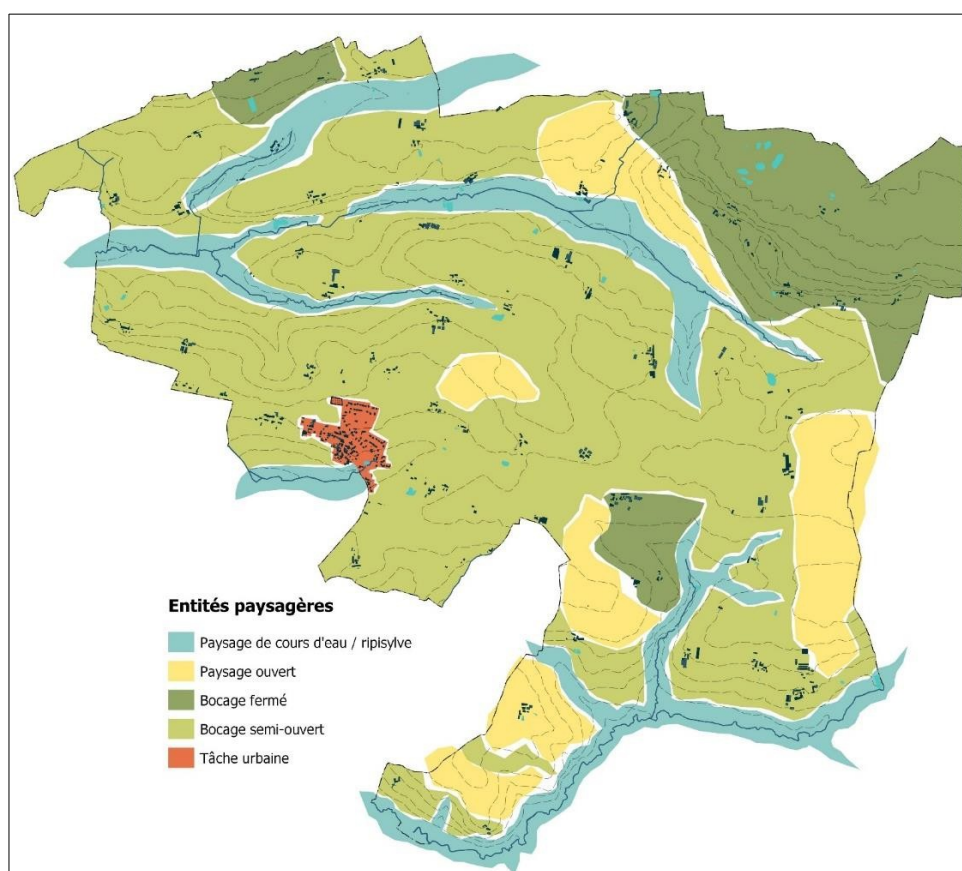 Entités paysagères
Paysage de cours d'eau / ripisylve
Paysage ouvert
Bocage fermé
Bocage semi-ouvert
Tâche urbaine